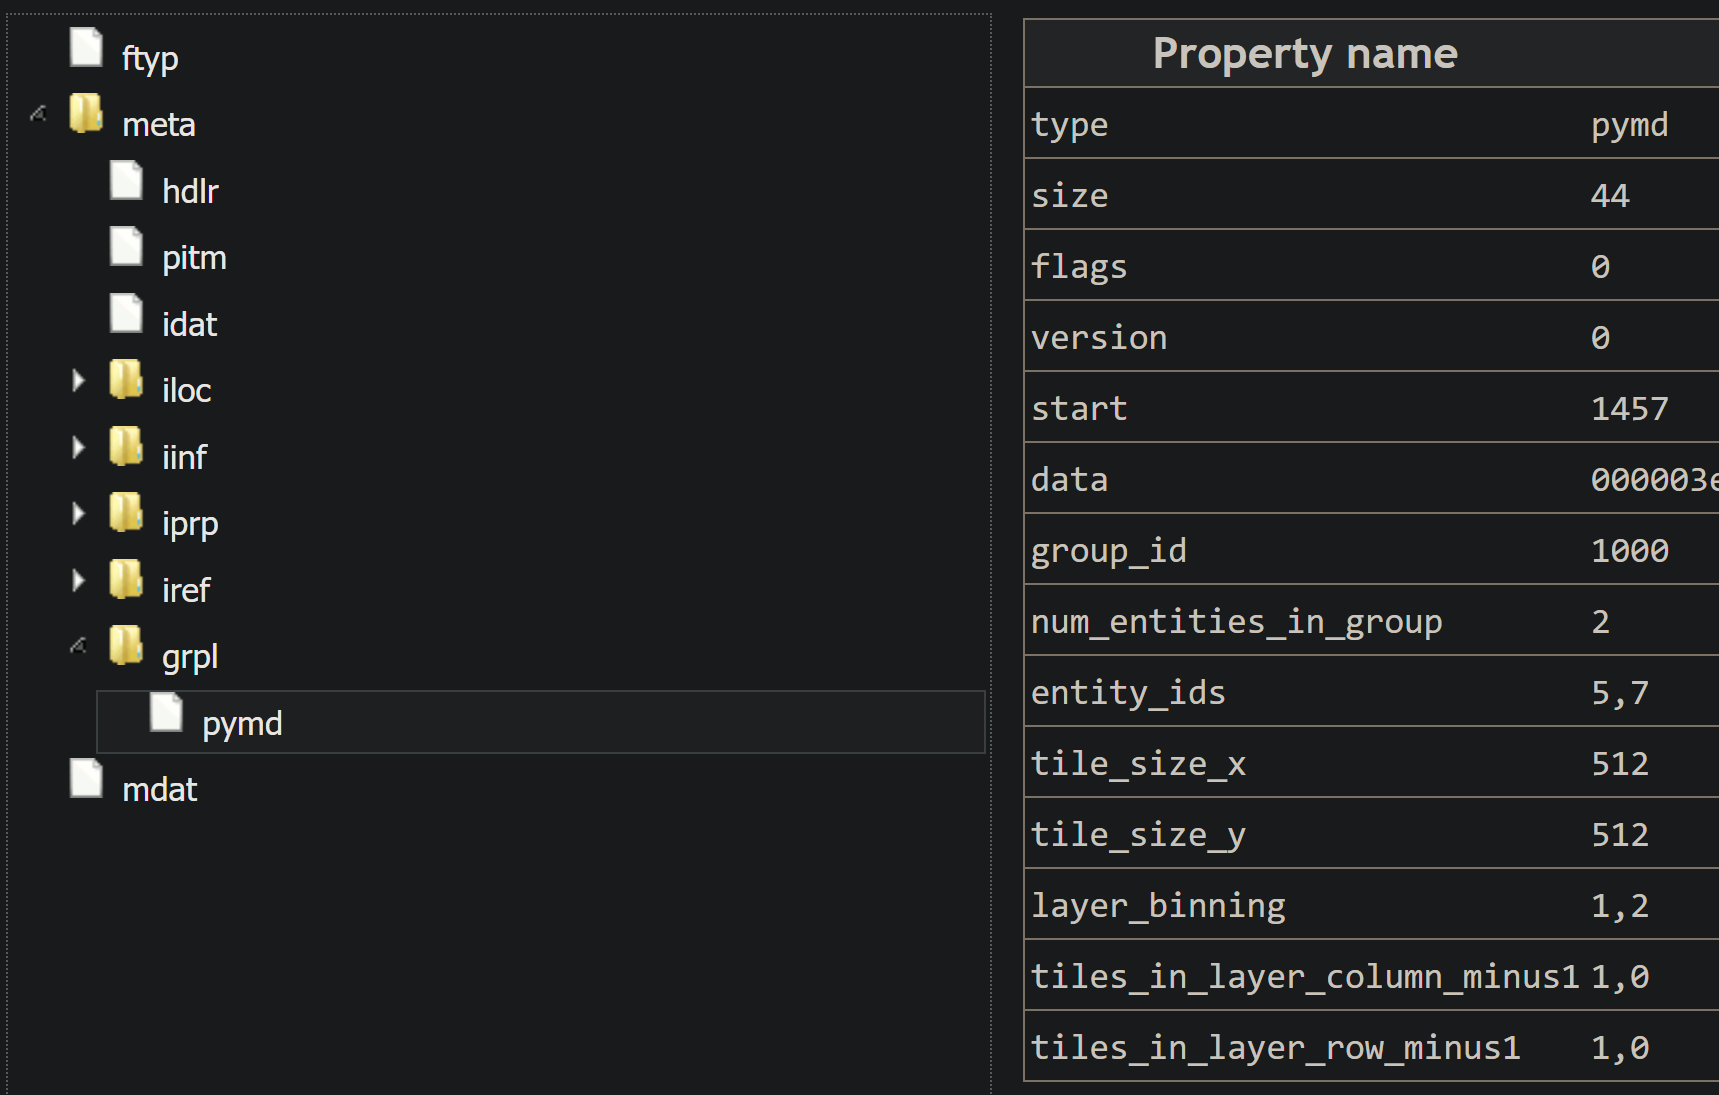 ftyp
meta
hdlr
pitm
idat
iloc
iinf
iprp
iref
grpl
pymd
mdat
Property name
type pymd
size 44
flags 0
version 0
start 1457
data 000003e
group_id 1000
num_entities_in_group 2
entity_ids 5,7
tile_size_x 512
tile_size_y 512
layer_binning 1,2
tiles_in_layer_column_minus1 1,0
tiles_in_layer_row_minus1 1,0